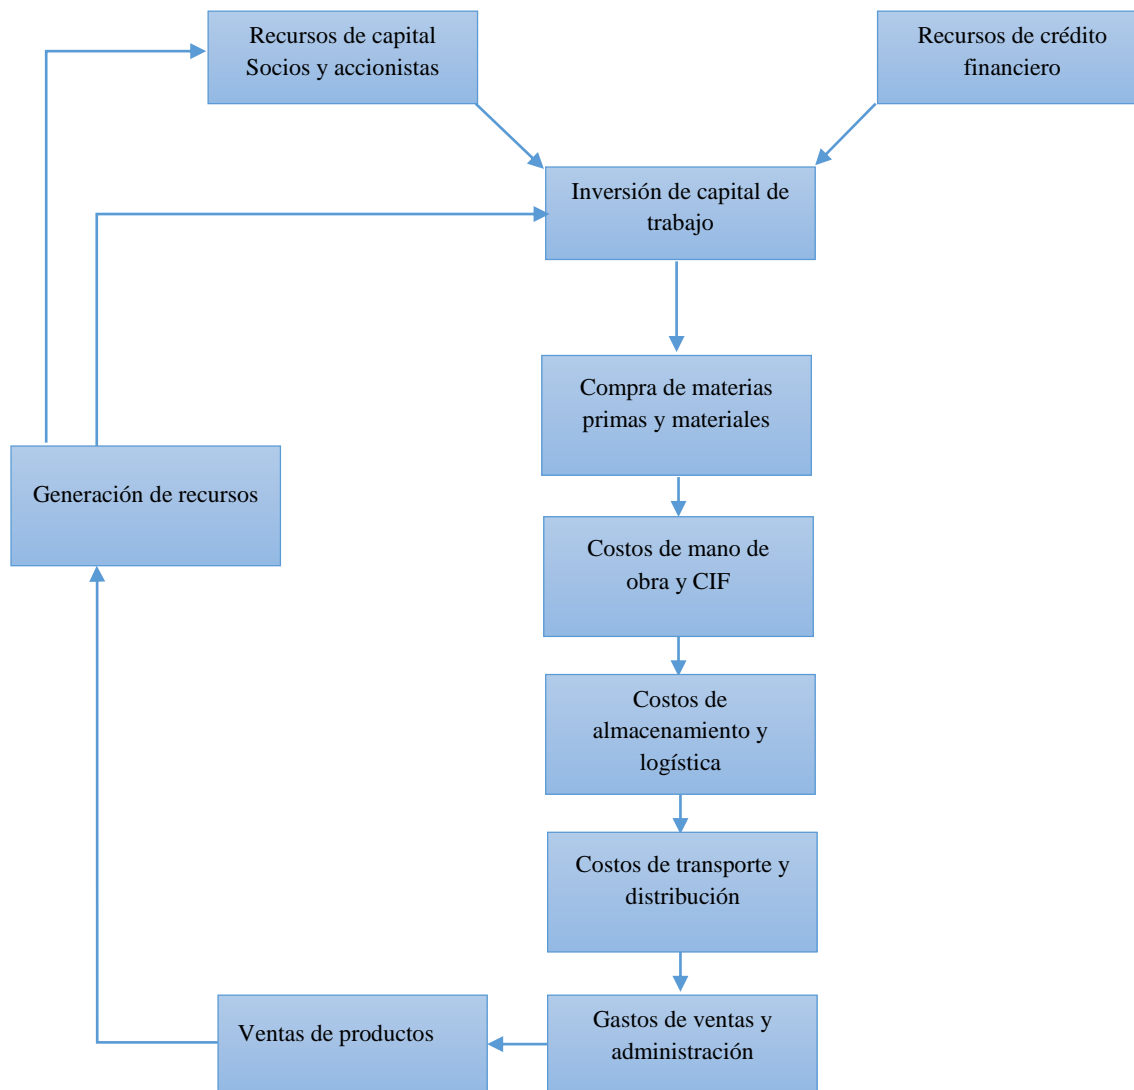 Recursos de capital
Socios y accionistas
Recursos de crédito
financiero
Inversión de capital de
trabajo
Compra de materias
primas y materiales
Generación de recursos
Costos de mano de
obra y CIF
Costos de
almacenamiento y
logística
Costos de transporte y
distribución
Ventas de productos
Gastos de ventas y
administración